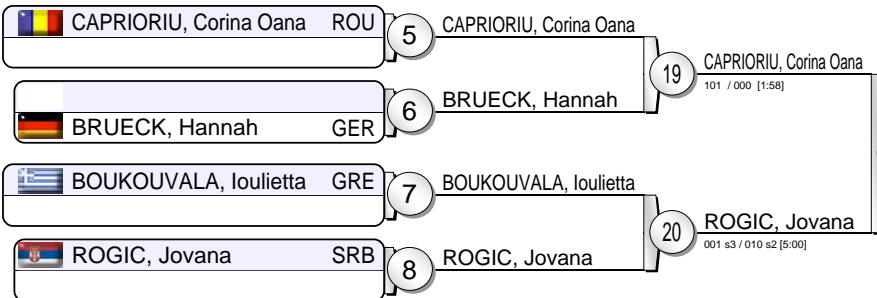 CAPRIORIU, Corina Oana ROU
5
CAPRIORIU, Corina Oana
19
CAPRIORIU, Corina Oana
101 / 000 [1:58]
6
BRUECK, Hannah
BRUECK, Hannah GER
BOUKOUVALA, Ioulietta GRE
7
BOUKOUVALA, Ioulietta
20
ROGIC, Jovana
001 s3 / 010 s2 [5:00]
ROGIC, Jovana SRB
8
ROGIC, Jovana